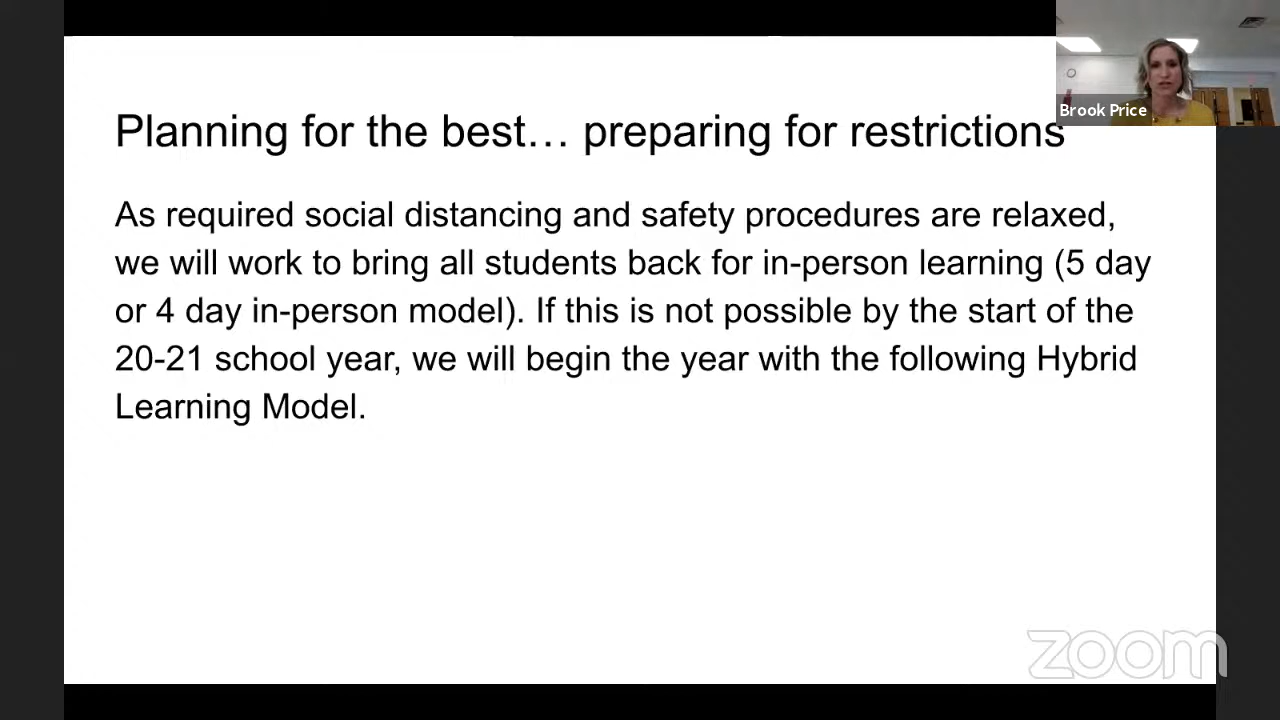 Brook Price
Planning for the best… preparing for restrictions
As required social distancing and safety procedures are relaxed,
we will work to bring all students back for in-person learning (5 day
or 4 day in-person model). If this is not possible by the start of the
20-21 school year, we will begin the year with the following Hybrid
Learning Model.
zoom